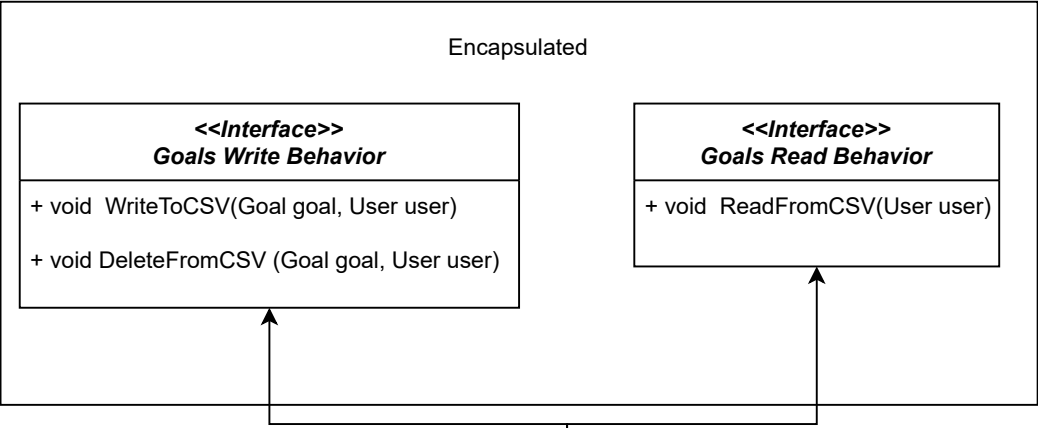 Encapsulated
<<Interface>>
Goals Write Behavior
+ void  WriteToCSV(Goal goal, User user)
+ void DeleteFromCSV (Goal goal, User user)
<<Interface>>
Goals Read Behavior
+ void  ReadFromCSV(User user)